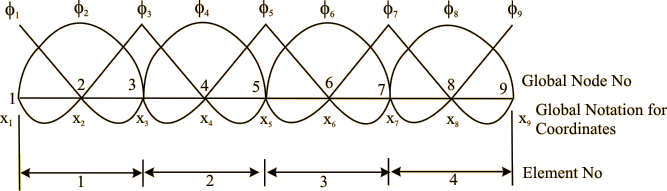 ϕ1 ϕ2 ϕ3 ϕ4 ϕ5 ϕ6 ϕ7 ϕ8 ϕ9
1 2 3 4 5 6 7 8 9 Global Node No
x1 x2 x3 x4 x5 x6 x7 x8 x9 Global Notation for
Coordinates
1 2 3 4 Element No